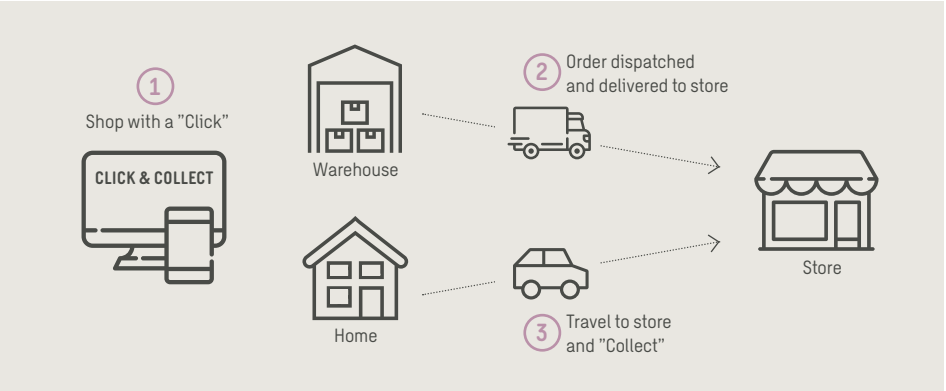 1
Shop with a ”Click”
CLICK & COLLECT
Warehouse
2
Order dispatched
and delivered to store
Home
3
Travel to store
and ”Collect”
Store